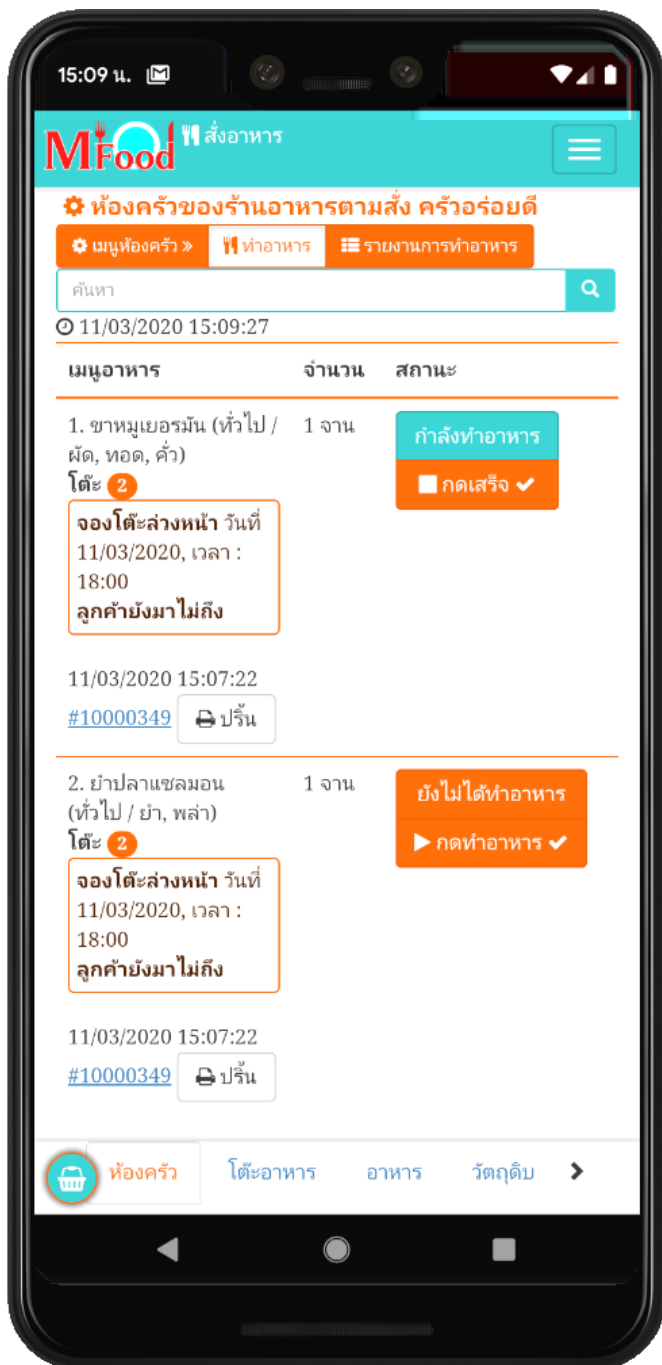 15:09 น.
MFood สั่งอาหาร
ห้องครัวของร้านอาหารตามสั่ง ครัวอร่อยดี
เมนูห้องครัว » ทำอาหาร รายงานการทำอาหาร
ค้นหา
11/03/2020 15:09:27
เมนูอาหาร จำนวน สถานะ
1. ขาหมูเยอรมัน (ทั่วไป / 1 จาน กำลังทำอาหาร
ผัด, ทอด, คั่ว)
โต๊ะ 2 กดเสร็จ
จองโต๊ะล่วงหน้า วันที่
11/03/2020, เวลา :
18:00
ลูกค้ายังมาไม่ถึง
11/03/2020 15:07:22
#10000349 ปริ้น
2. ยำปลาแซลมอน 1 จาน ยังไม่ได้ทำอาหาร
(ทั่วไป / ยำ, พล่า)
โต๊ะ 2 กดทำอาหาร
จองโต๊ะล่วงหน้า วันที่
11/03/2020, เวลา :
18:00
ลูกค้ายังมาไม่ถึง
11/03/2020 15:07:22
#10000349 ปริ้น
ห้องครัว โต๊ะอาหาร อาหาร วัตถุดิบ